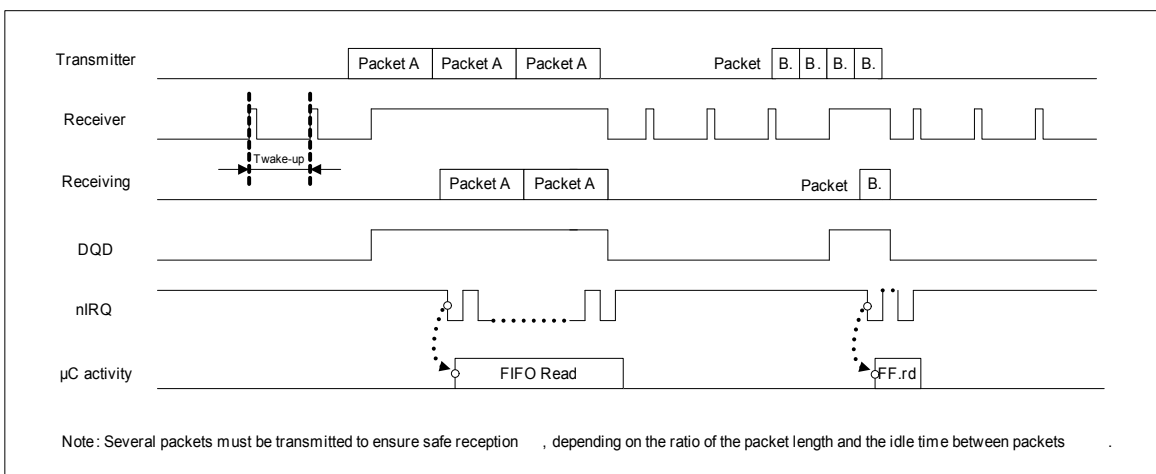 Transmitter
Packet A Packet A Packet A
Packet B. B. B. B.
Receiver
Twake-up
Receiving
Packet A Packet A
Packet B.
DQD
nIRQ
µC activity
FIFO Read
FF.rd
Note: Several packets must be transmitted to ensure safe reception , depending on the ratio of the packet length and the idle time between packets .